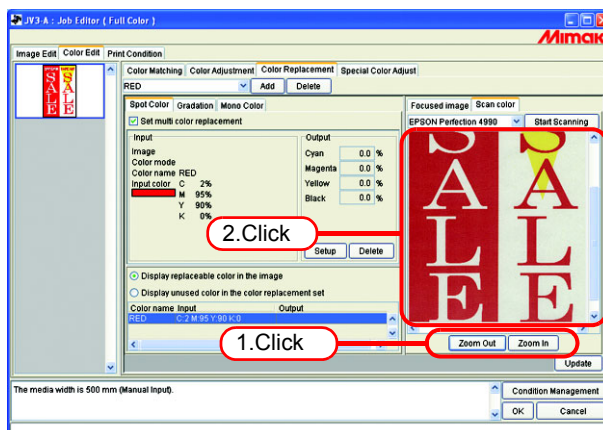 JV3-A : Job Editor ( Full Color )
Mimak
Image Edit Color Edit Print Condition
Color Matching Color Adjustment Color Replacement Special Color Adjust
RED Add Delete
Spot Color Gradation Mono Color
Set multi color replacement
Input
Image
Color mode
Color name RED
Input color C 2%
M 95%
Y 90%
K 0%
Output
Cyan 0.0 %
Magenta 0.0 %
Yellow 0.0 %
Black 0.0 %
Setup Delete
2.Click
Display replaceable color in the image
Display unused color in the color replacement set
Color name Input Output
RED C:2 M:95 Y:90 K:0
1.Click
Focused image Scan color
EPSON Perfection 4990 Start Scanning
SALE
SALE
Zoom Out Zoom In
Update
SALE
SALE
The media width is 500 mm (Manual Input).
Condition Management
OK Cancel